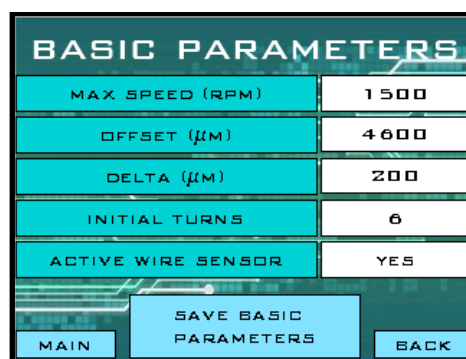 BASIC PARAMETERS
MAX SPEED (RPM) 1500
OFFSET (μM) 4600
DELTA (μM) 200
INITIAL TURNS 6
ACTIVE WIRE SENSOR YES
SAVE BASIC
PARAMETERS
MAIN BACK